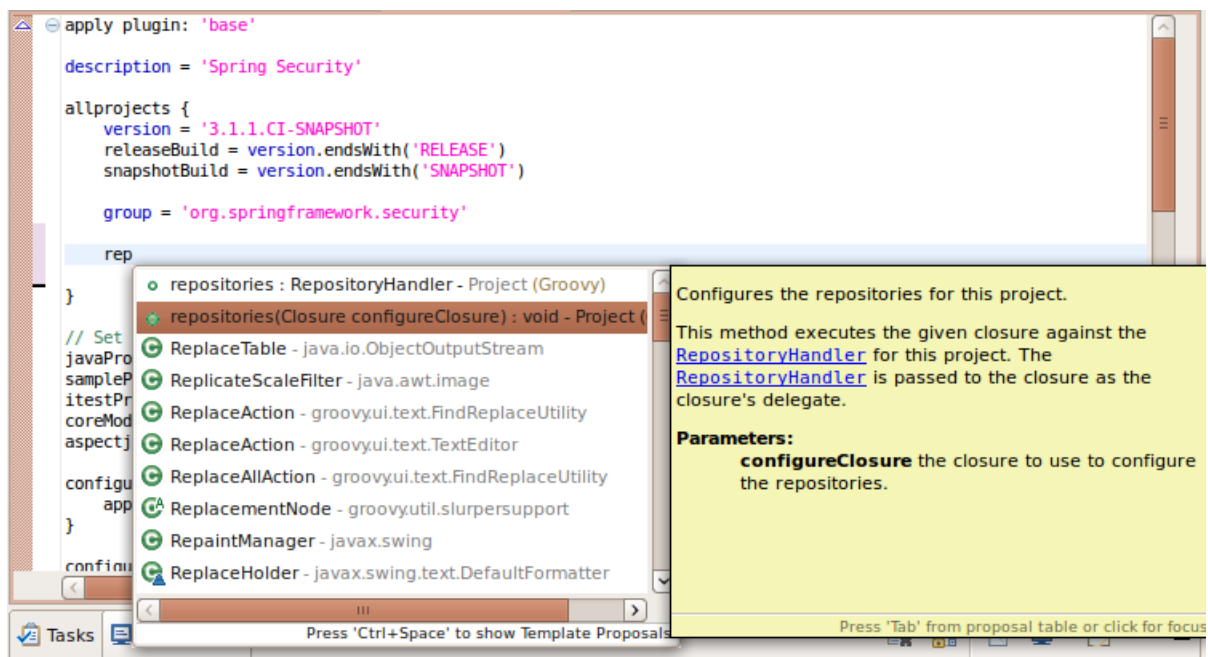 apply plugin: 'base'
description = 'Spring Security'
allprojects {
version = '3.1.1.CI-SNAPSHOT'
releaseBuild = version.endsWith('RELEASE')
snapshotBuild = version.endsWith('SNAPSHOT')
group = 'org.springframework.security'
rep
}
// Set
javaPro
sampleP
itestPr
coreMod
aspectj
configu
app
}
configu
repositories : RepositoryHandler - Project (Groovy)
repositories(Closure configureClosure) : void - Project (
ReplaceTable - java.io.ObjectOutputStream
ReplicateScaleFilter - java.awt.image
ReplaceAction - groovy.ui.text.FindReplaceUtility
ReplaceAction - groovy.ui.text.TextEditor
ReplaceAllAction - groovy.ui.text.FindReplaceUtility
ReplacementNode - groovy.util.slurpersupport
RepaintManager - javax.swing
ReplaceHolder - javax.swing.text.DefaultFormatter
Press 'Ctrl+Space' to show Template Proposals
Configures the repositories for this project.
This method executes the given closure against the
RepositoryHandler for this project. The
RepositoryHandler is passed to the closure as the
closure's delegate.
Parameters:
configureClosure the closure to use to configure
the repositories.
Press 'Tab' from proposal table or click for focus
Tasks